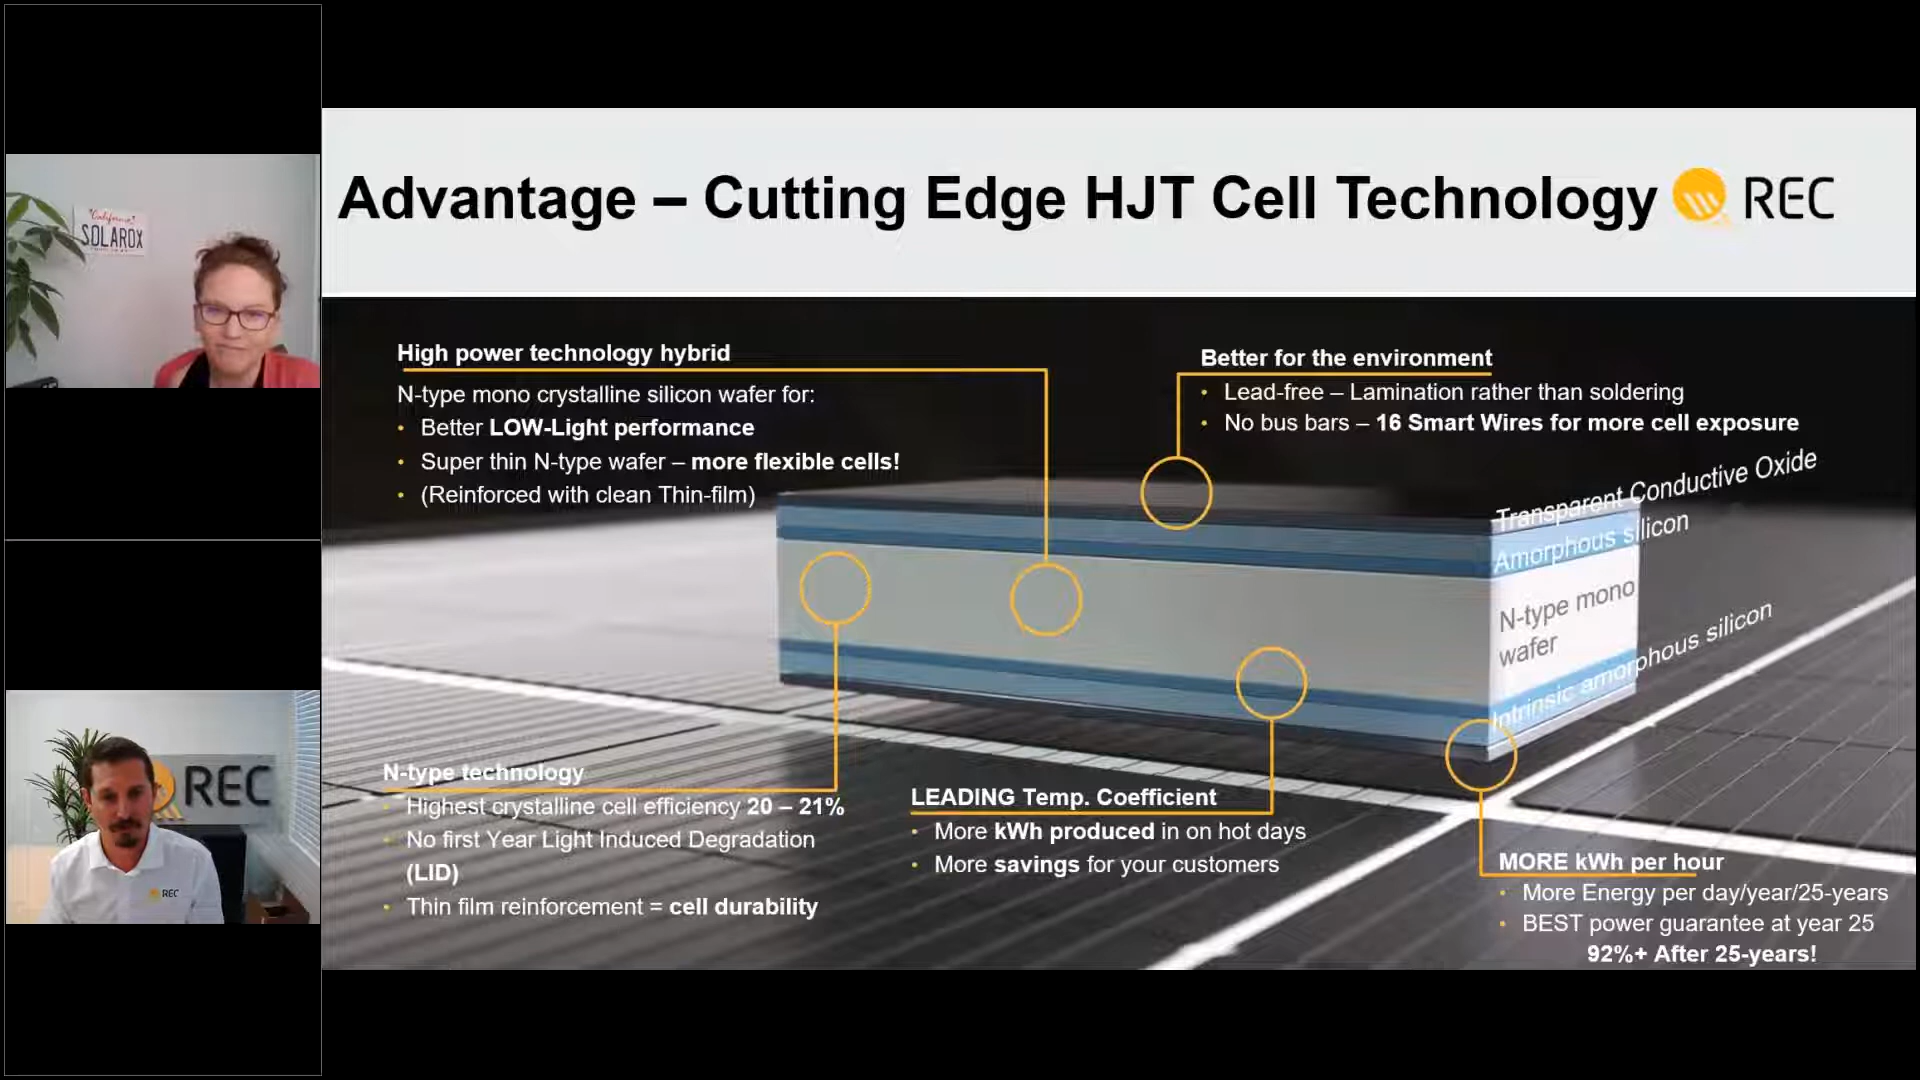 California
SOLAROX
REC
REC
Advantage – Cutting Edge HJT Cell Technology
REC
High power technology hybrid
N-type mono crystalline silicon wafer for:
• Better LOW-Light performance
• Super thin N-type wafer – more flexible cells!
• (Reinforced with clean Thin-film)
Better for the environment
• Lead-free – Lamination rather than soldering
• No bus bars – 16 Smart Wires for more cell exposure
Transparent Conductive Oxide
Amorphous silicon
N-type mono
wafer
Intrinsic amorphous silicon
N-type technology
• Highest crystalline cell efficiency 20 – 21%
• No first Year Light Induced Degradation
(LID)
• Thin film reinforcement = cell durability
LEADING Temp. Coefficient
• More kWh produced in on hot days
• More savings for your customers
MORE kWh per hour
• More Energy per day/year/25-years
• BEST power guarantee at year 25
92%+ After 25-years!